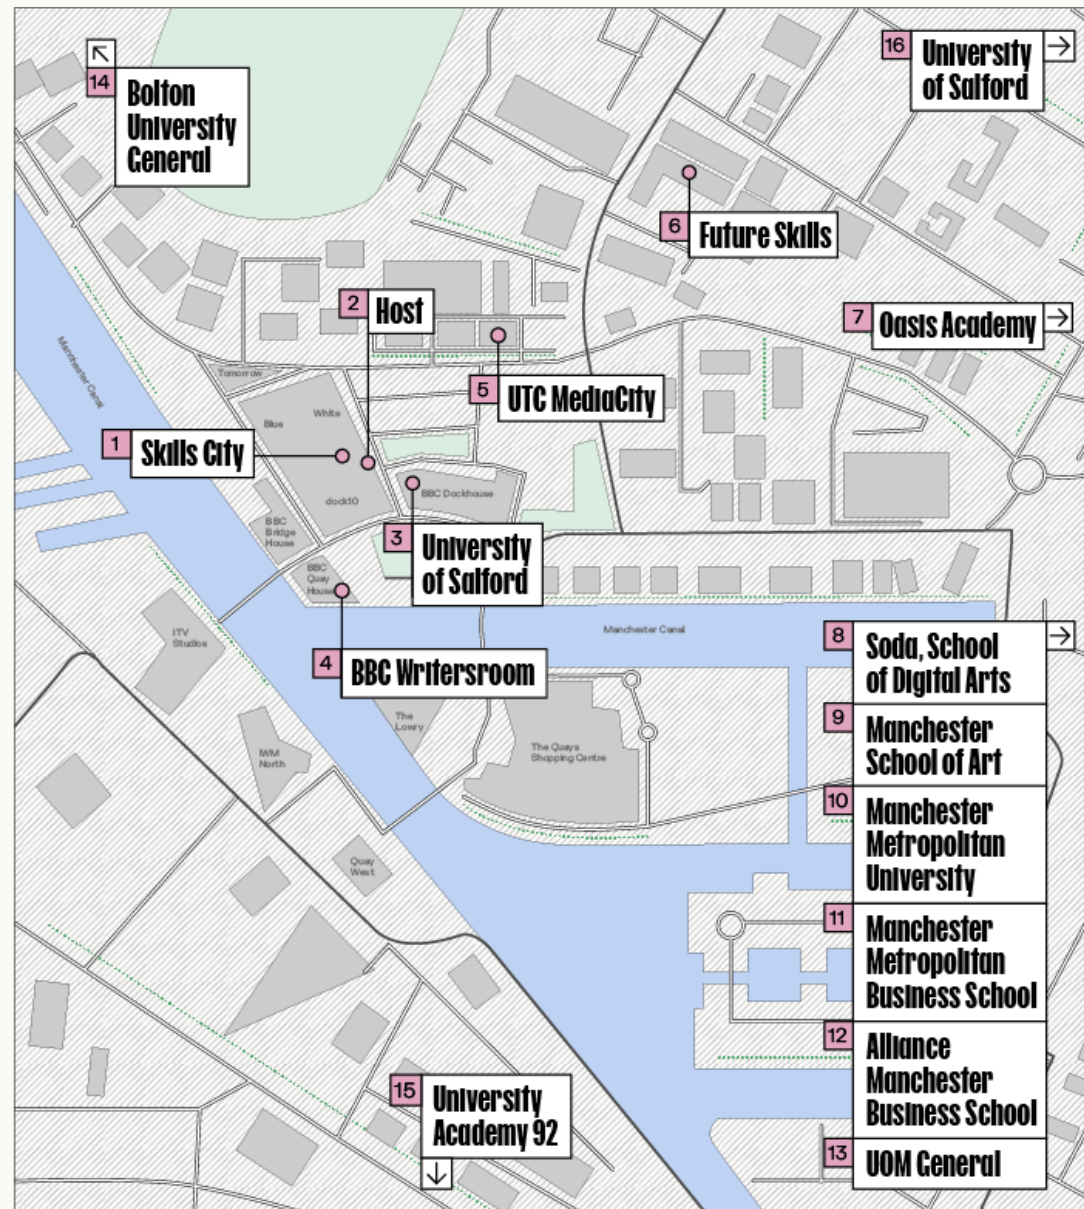 14
Bolton
University
General
16
University
of Salford
6
Future Skills
2
Host
7
Oasis Academy
5
UTC MediaCity
Manchester Canal
Tomorrow
White
Blue
1
Skills City
dock10
BBC Dockhouse
BBC
Bridge
House
3
University
of Salford
BBC
Quay
House
ITV
Studios
Manchester Canal
4
BBC Writersroom
8
Soda, School
of Digital Arts
The
Lowry
The Quays
Shopping Centre
IWM
North
9
Manchester
School of Art
10
Manchester
Metropolitan
University
Quay
West
11
Manchester
Metropolitan
Business School
12
Alliance
Manchester
Business School
15
University
Academy 92
13
UOM General